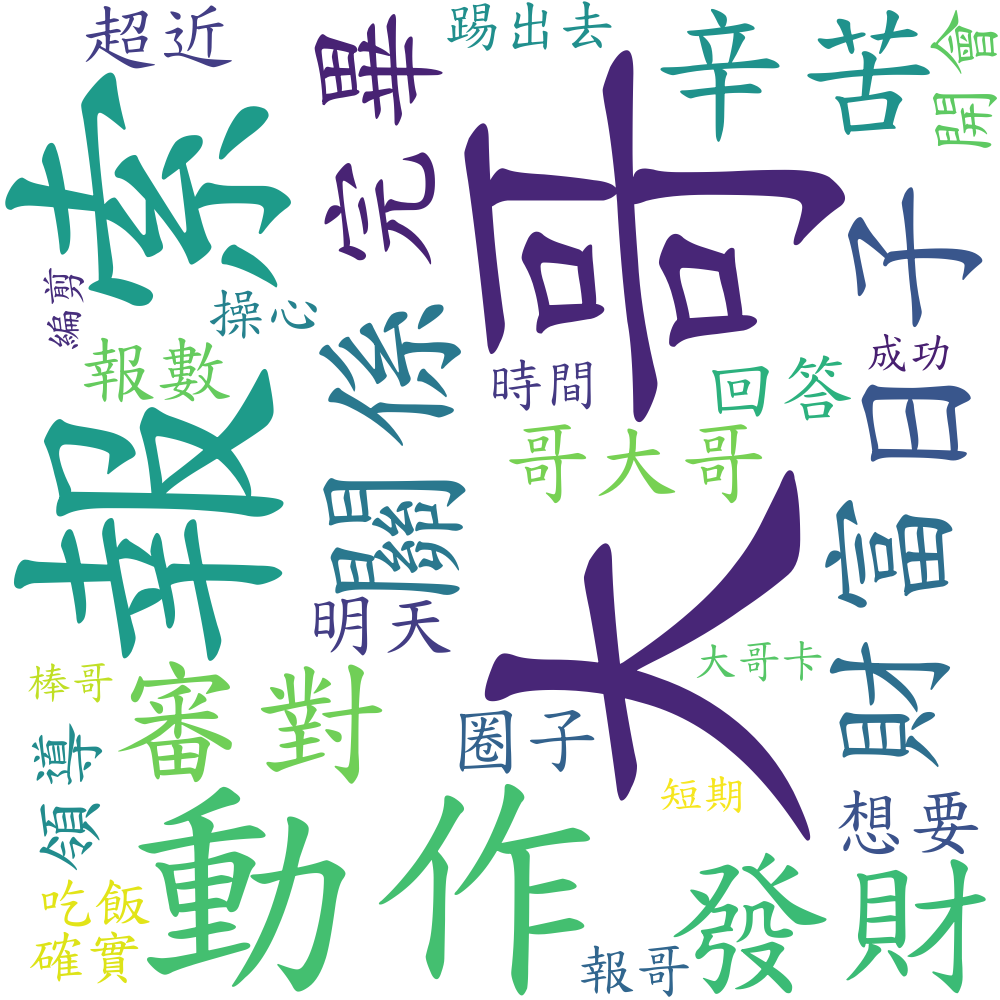 超近
踢出去
辛苦
開會
完畢
報索
大哥
日子
編剪
操心
報數
關係
時間
回答
成功
哥大哥
財富
明天
棒哥
審對
大哥卡
圈子
領導
短期
想要
動作
發財
吃飯
確實
報哥